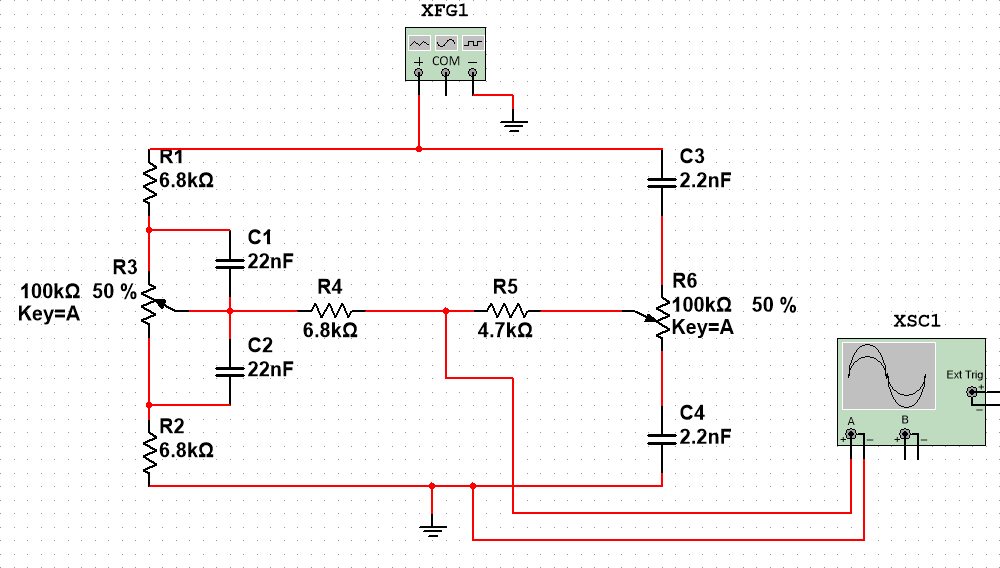 XFG1
+ COM −
R1
6.8kΩ
C3
2.2nF
C1
22nF
R3
100kΩ 50 %
Key=A
R4
6.8kΩ
R5
4.7kΩ
R6
100kΩ 50 %
Key=A
XSC1
Ext Trig
+
−
A
B
+ − + −
C2
22nF
R2
6.8kΩ
C4
2.2nF